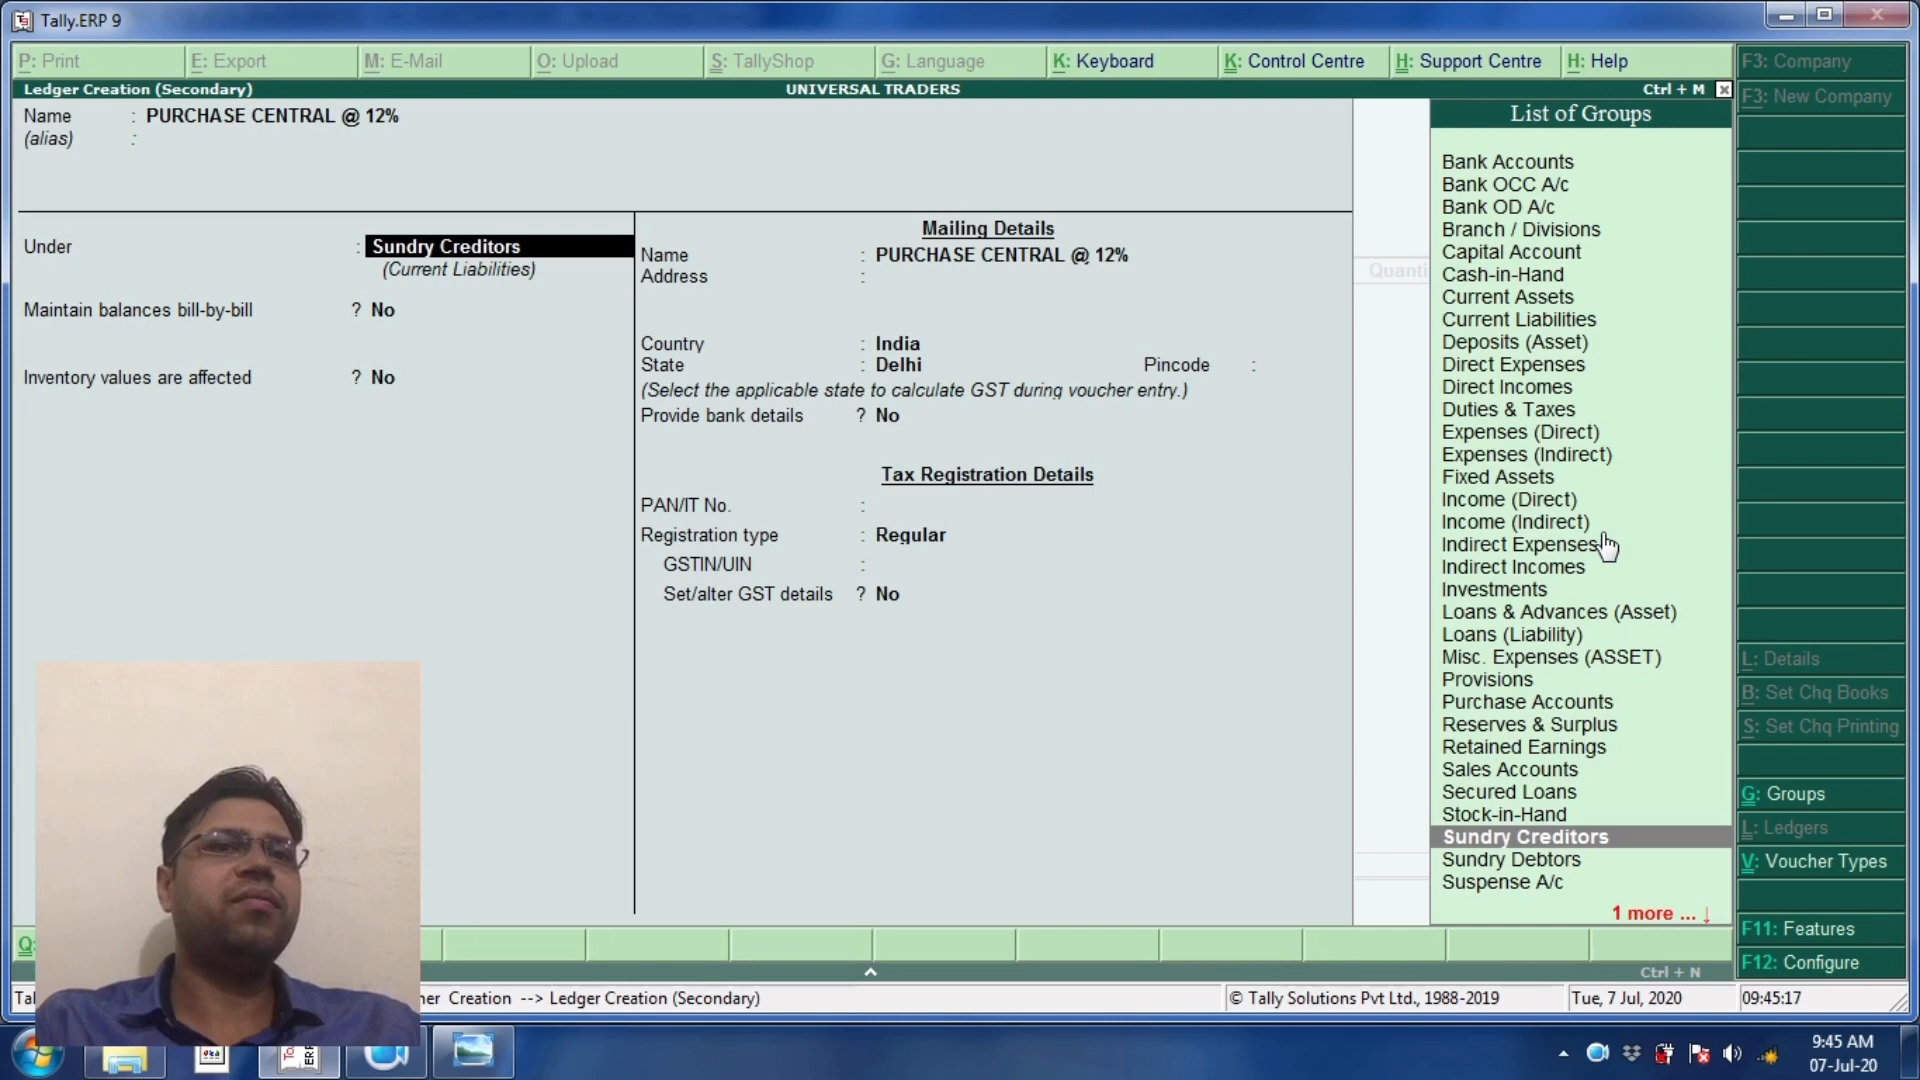 Tally.ERP 9
P: Print
E: Export
M: E-Mail
O: Upload
S: TallyShop
G: Language
K: Keyboard
K: Control Centre
H: Support Centre
H: Help
F3: Company
F3: New Company
Ledger Creation (Secondary)
UNIVERSAL TRADERS
Ctrl + M
Name : PURCHASE CENTRAL @ 12%
(alias) :
Under : Sundry Creditors
(Current Liabilities)
Maintain balances bill-by-bill ? No
Inventory values are affected ? No
Mailing Details
Name : PURCHASE CENTRAL @ 12%
Address :
Country : India
State : Delhi Pincode :
(Select the applicable state to calculate GST during voucher entry.)
Provide bank details ? No
Tax Registration Details
PAN/IT No. :
Registration type : Regular
GSTIN/UIN :
Set/alter GST details ? No
Quanti
List of Groups
Bank Accounts
Bank OCC A/c
Bank OD A/c
Branch / Divisions
Capital Account
Cash-in-Hand
Current Assets
Current Liabilities
Deposits (Asset)
Direct Expenses
Direct Incomes
Duties & Taxes
Expenses (Direct)
Expenses (Indirect)
Fixed Assets
Income (Direct)
Income (Indirect)
Indirect Expenses
Indirect Incomes
Investments
Loans & Advances (Asset)
Loans (Liability)
Misc. Expenses (ASSET)
Provisions
Purchase Accounts
Reserves & Surplus
Retained Earnings
Sales Accounts
Secured Loans
Stock-in-Hand
Sundry Creditors
Sundry Debtors
Suspense A/c
1 more ... ↓
L: Details
B: Set Chq Books
S: Set Chq Printing
G: Groups
L: Ledgers
V: Voucher Types
F11: Features
F12: Configure
Q:
Ctrl + N
Tal
her Creation --> Ledger Creation (Secondary)
© Tally Solutions Pvt Ltd., 1988-2019
Tue, 7 Jul, 2020
09:45:17
9:45 AM
07-Jul-20